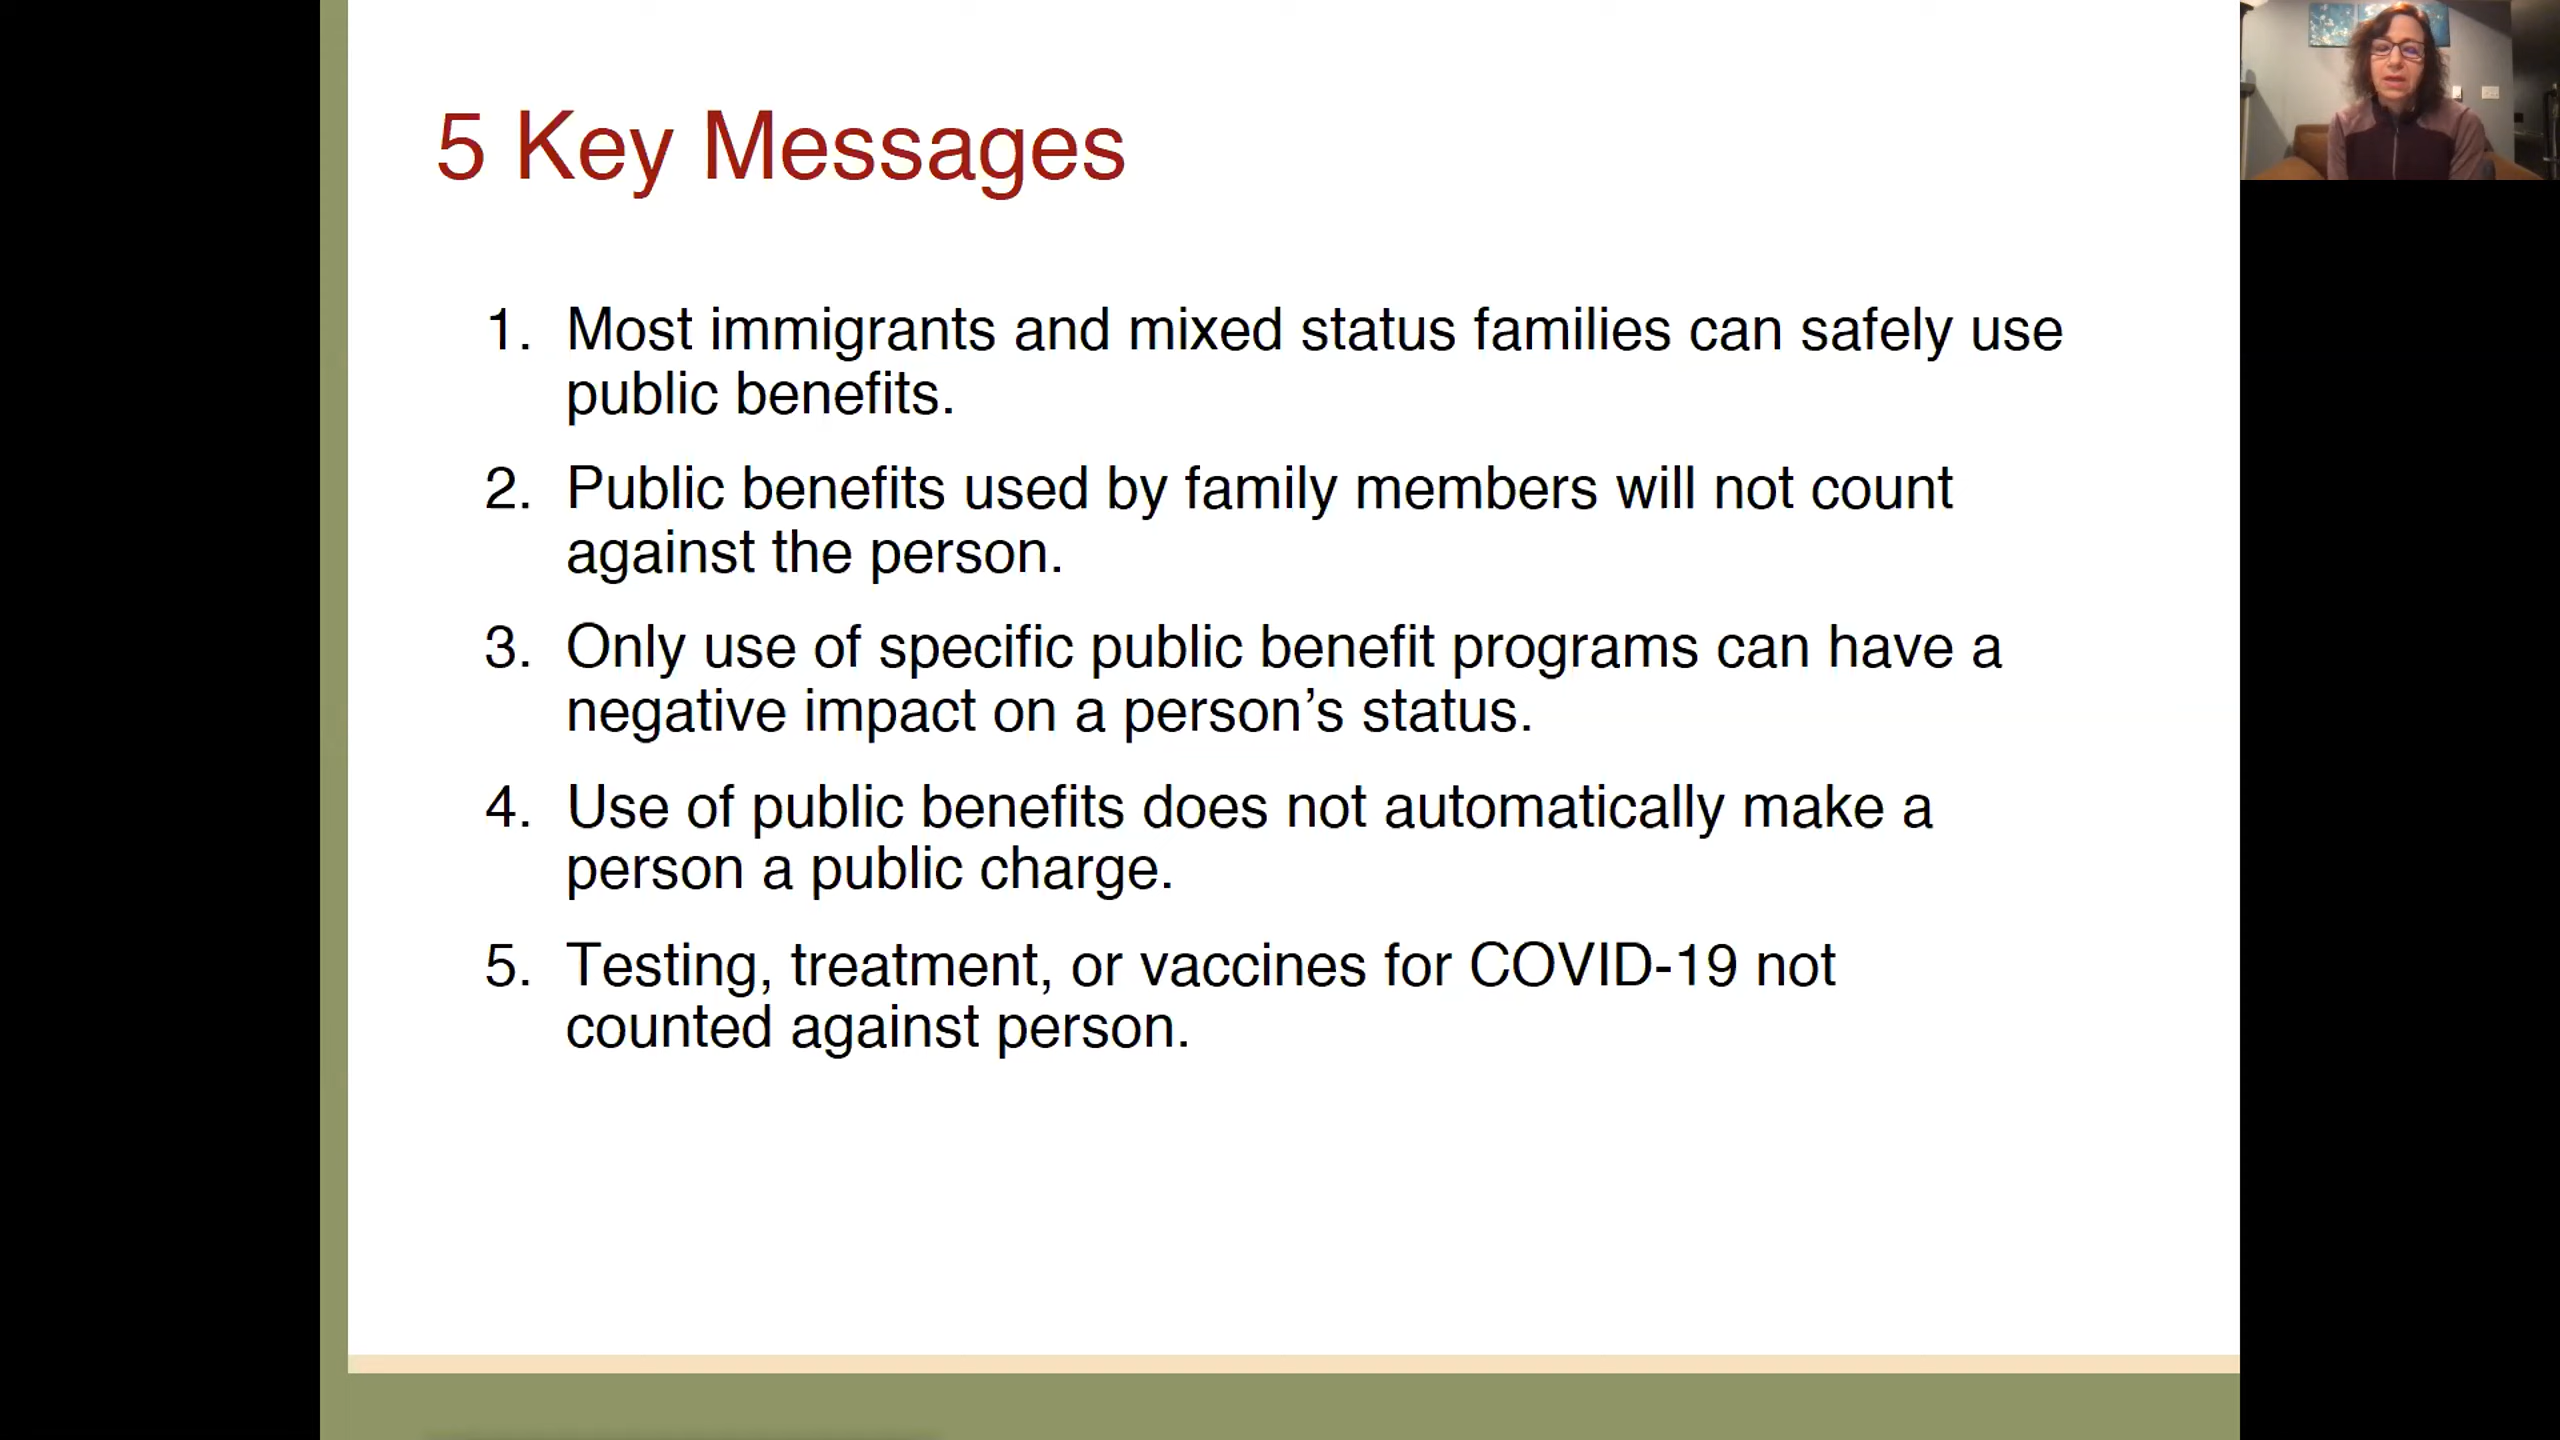 5 Key Messages
1. Most immigrants and mixed status families can safely use
public benefits.
2. Public benefits used by family members will not count
against the person.
3. Only use of specific public benefit programs can have a
negative impact on a person’s status.
4. Use of public benefits does not automatically make a
person a public charge.
5. Testing, treatment, or vaccines for COVID-19 not
counted against person.